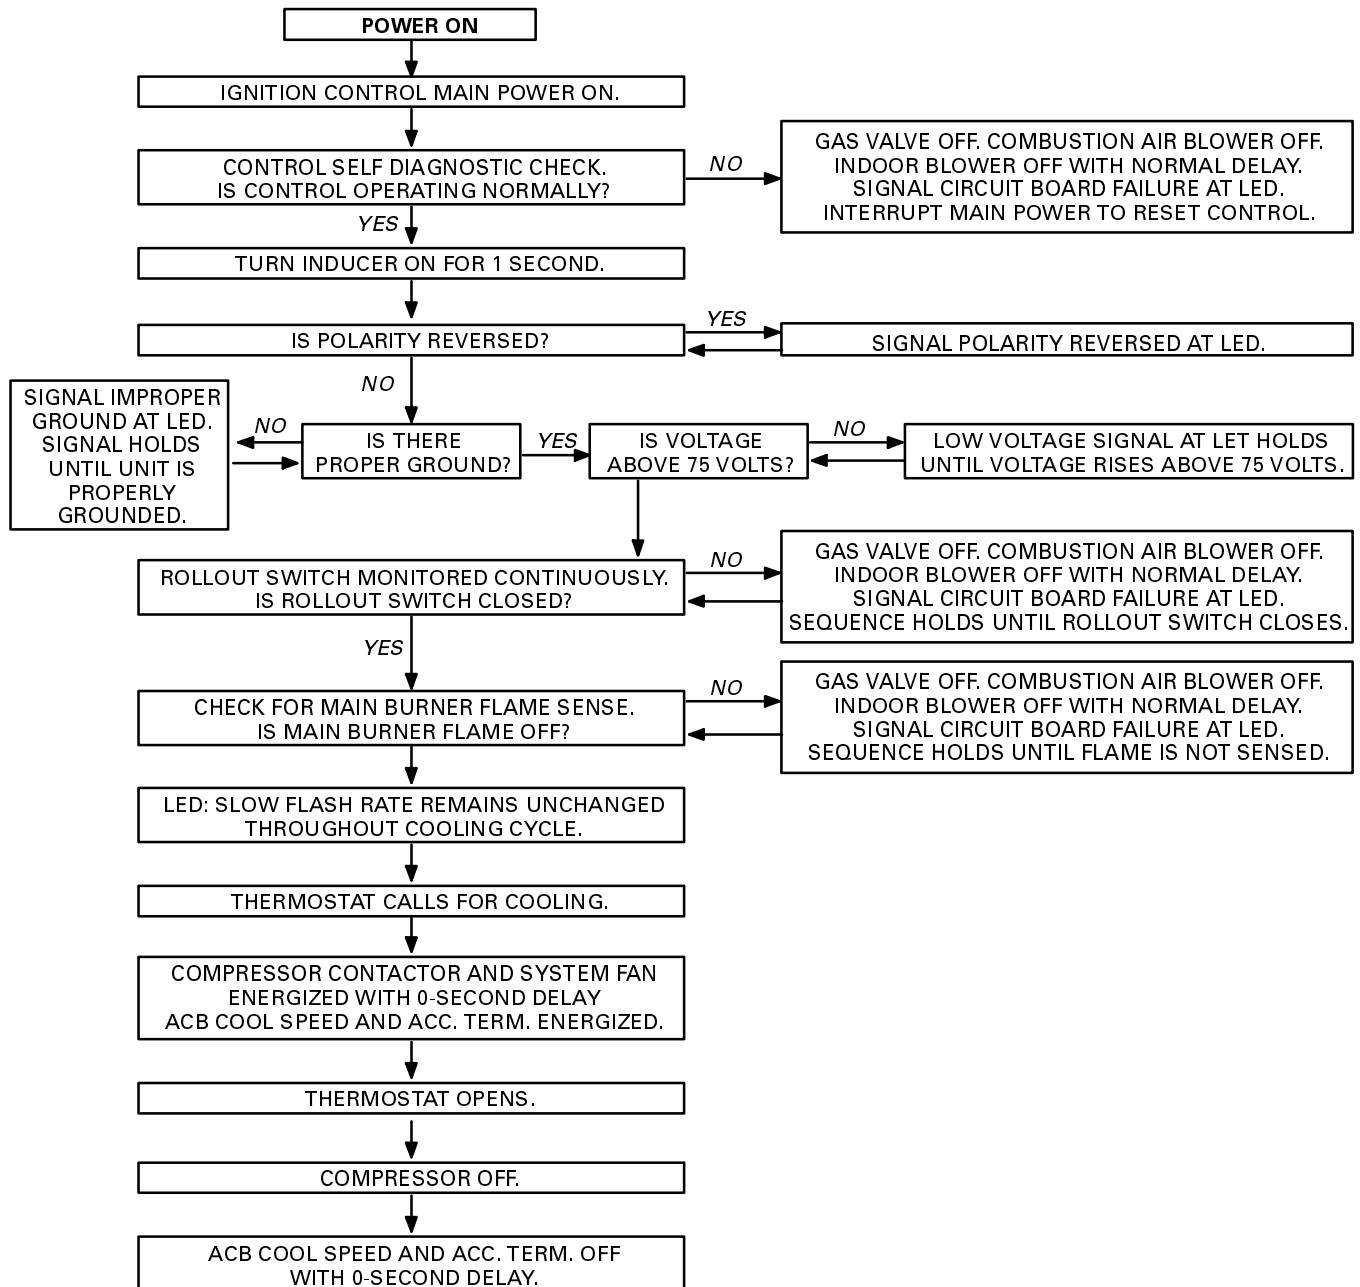 POWER ON
IGNITION CONTROL MAIN POWER ON.
CONTROL SELF DIAGNOSTIC CHECK.
IS CONTROL OPERATING NORMALLY?
NO
GAS VALVE OFF. COMBUSTION AIR BLOWER OFF.
INDOOR BLOWER OFF WITH NORMAL DELAY.
SIGNAL CIRCUIT BOARD FAILURE AT LED.
INTERRUPT MAIN POWER TO RESET CONTROL.
YES
TURN INDUCER ON FOR 1 SECOND.
IS POLARITY REVERSED?
YES
SIGNAL POLARITY REVERSED AT LED.
NO
SIGNAL IMPROPER
GROUND AT LED.
SIGNAL HOLDS
UNTIL UNIT IS
PROPERLY
GROUNDED.
NO
IS THERE
PROPER GROUND?
YES
IS VOLTAGE
ABOVE 75 VOLTS?
NO
LOW VOLTAGE SIGNAL AT LET HOLDS
UNTIL VOLTAGE RISES ABOVE 75 VOLTS.
ROLLOUT SWITCH MONITORED CONTINUOUSLY.
IS ROLLOUT SWITCH CLOSED?
NO
GAS VALVE OFF. COMBUSTION AIR BLOWER OFF.
INDOOR BLOWER OFF WITH NORMAL DELAY.
SIGNAL CIRCUIT BOARD FAILURE AT LED.
SEQUENCE HOLDS UNTIL ROLLOUT SWITCH CLOSES.
YES
CHECK FOR MAIN BURNER FLAME SENSE.
IS MAIN BURNER FLAME OFF?
NO
GAS VALVE OFF. COMBUSTION AIR BLOWER OFF.
INDOOR BLOWER OFF WITH NORMAL DELAY.
SIGNAL CIRCUIT BOARD FAILURE AT LED.
SEQUENCE HOLDS UNTIL FLAME IS NOT SENSED.
LED: SLOW FLASH RATE REMAINS UNCHANGED
THROUGHOUT COOLING CYCLE.
THERMOSTAT CALLS FOR COOLING.
COMPRESSOR CONTACTOR AND SYSTEM FAN
ENERGIZED WITH 0-SECOND DELAY
ACB COOL SPEED AND ACC. TERM. ENERGIZED.
THERMOSTAT OPENS.
COMPRESSOR OFF.
ACB COOL SPEED AND ACC. TERM. OFF
WITH 0-SECOND DELAY.